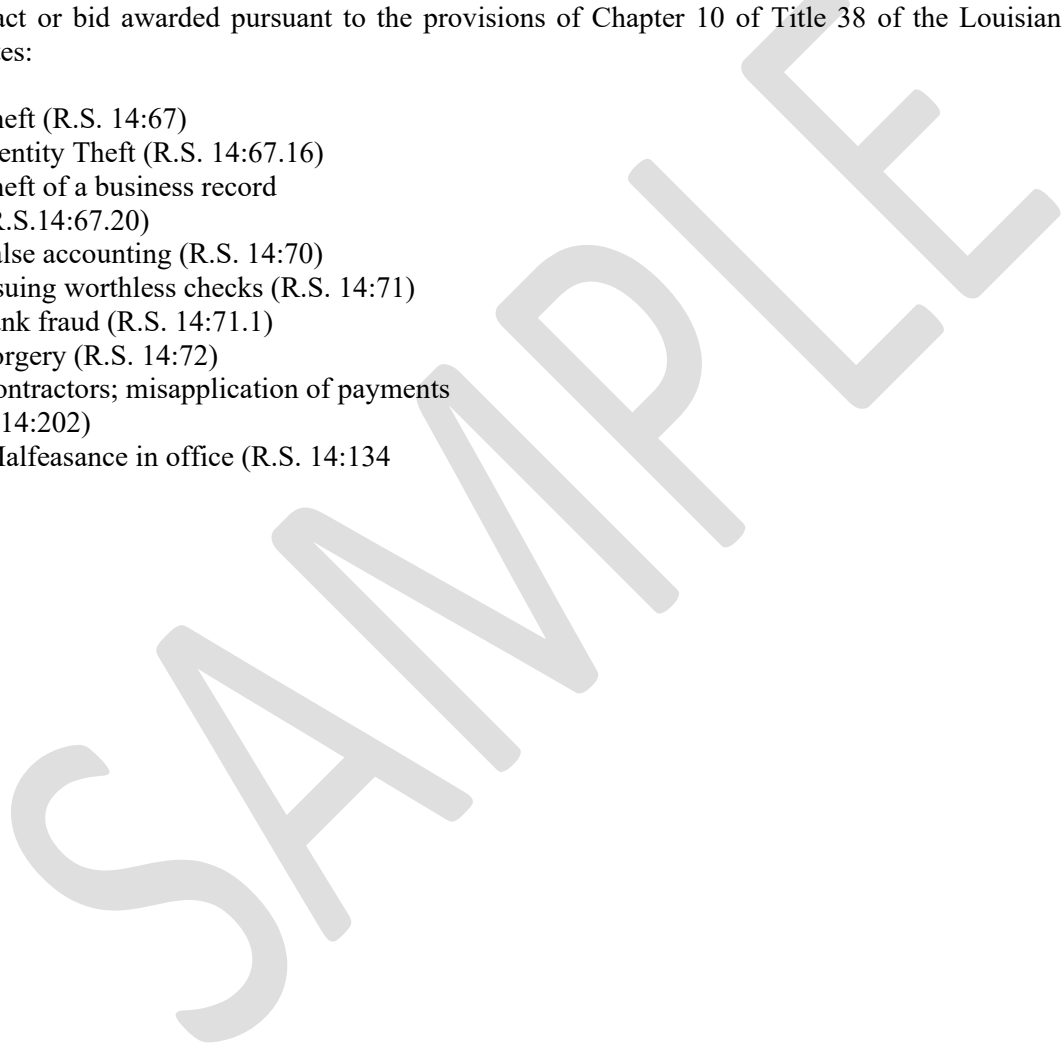 act or bid awarded pursuant to the provisions of Chapter 10 of Title 38 of the Louisian
tes:
heft (R.S. 14:67)
entity Theft (R.S. 14:67.16)
heft of a business record
R.S.14:67.20)
alse accounting (R.S. 14:70)
suing worthless checks (R.S. 14:71)
ank fraud (R.S. 14:71.1)
orgery (R.S. 14:72)
ontractors; misapplication of payments
14:202)
Malfeasance in office (R.S. 14:134
SAMPLE